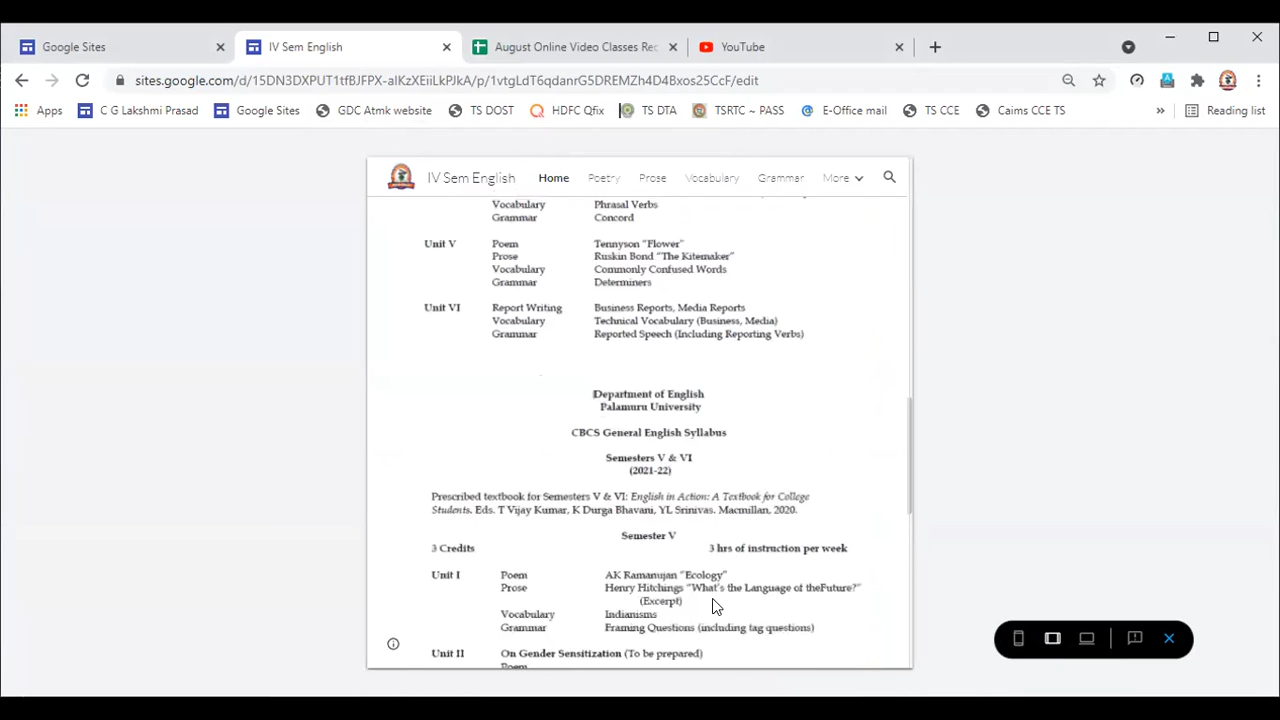 Google Sites
IV Sem English
August Online Video Classes Rec
YouTube
sites.google.com/d/15DN3DXPUT1tfBJFPX-alKzXEiiLkPJkA/p/1vtgLdT6qdanrG5DREMZh4D4Bxos25CcF/edit
Apps
C G Lakshmi Prasad
Google Sites
GDC Atmk website
TS DOST
HDFC Qfix
TS DTA
TSRTC ~ PASS
E-Office mail
TS CCE
Caims CCE TS
»
Reading list
IV Sem English
Home
Poetry
Prose
Vocabulary
Grammar
More
Vocabulary Phrasal Verbs
Grammar Concord
Unit V Poem Tennyson "Flower"
Prose Ruskin Bond "The Kitemaker"
Vocabulary Commonly Confused Words
Grammar Determiners
Unit VI Report Writing Business Reports, Media Reports
Vocabulary Technical Vocabulary (Business, Media)
Grammar Reported Speech (Including Reporting Verbs)
Department of English
Palamuru University
CBCS General English Syllabus
Semesters V & VI
(2021-22)
Prescribed textbook for Semesters V & VI: English in Action: A Textbook for College
Students. Eds. T Vijay Kumar, K Durga Bhavani, YL Srinivas. Macmillan, 2020.
Semester V
3 Credits 3 hrs of instruction per week
Unit I Poem AK Ramanujan "Ecology"
Prose Henry Hitchings "What's the Language of theFuture?"
(Excerpt)
Vocabulary Indianisms
Grammar Framing Questions (including tag questions)
Unit II On Gender Sensitization (To be prepared)
Poem